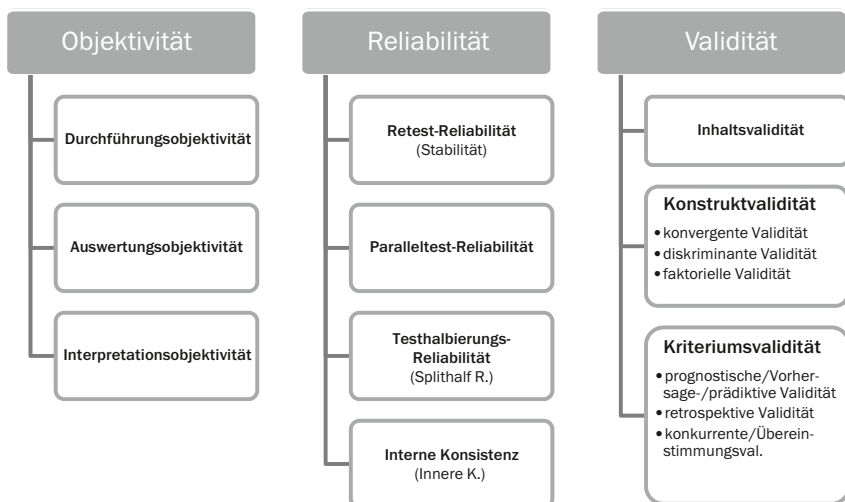 Objektivität
Durchführungsobjektivität
Auswertungsobjektivität
Interpretationsobjektivität
Reliabilität
Retest-Reliabilität
(Stabilität)
Paralleltest-Reliabilität
Testhalbierungs-
Reliabilität
(Splithalf R.)
Interne Konsistenz
(Innere K.)
Validität
Inhaltsvalidität
Konstruktvalidität
•konvergente Validität
•diskriminante Validität
•faktorielle Validität
Kriteriumsvalidität
•prognostische/Vorher-
sage-/prädiktive Validität
•retrospektive Validität
•konkurrente/Überein-
stimmungsval.